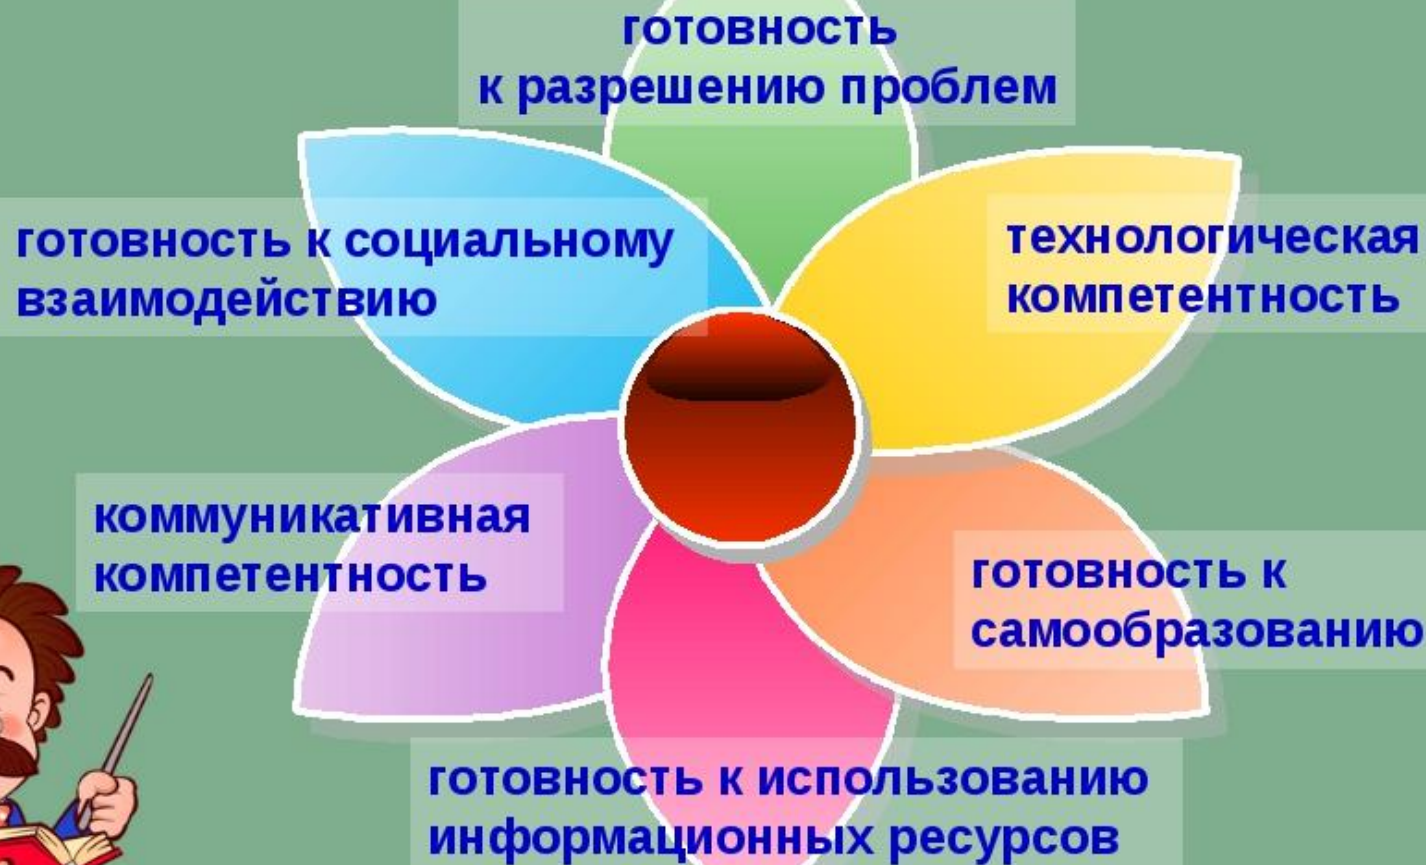 готовность
к разрешению проблем
готовность к социальному
взаимодействию
технологическая
компетентность
коммуникативная
компетентность
готовность к
самообразованию
готовность к использованию
информационных ресурсов